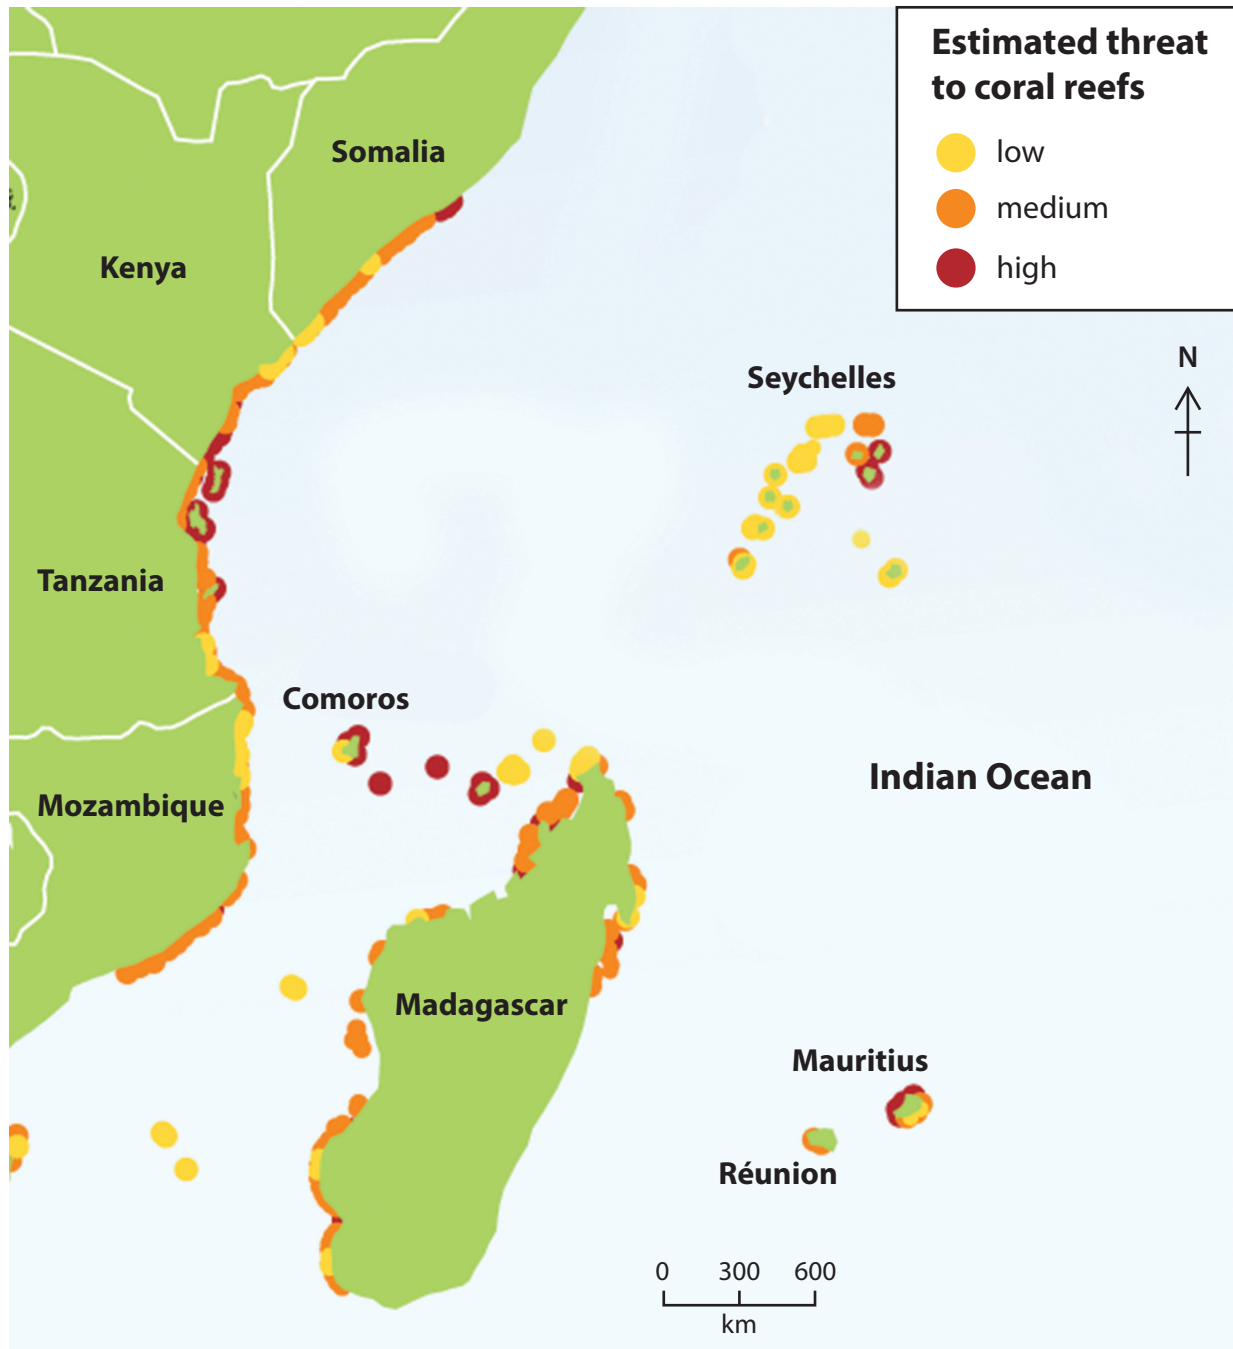 Estimated threat
to coral reefs
low
medium
high
Somalia
Kenya
N
Seychelles
Tanzania
Comoros
Indian Ocean
Mozambique
Madagascar
Mauritius
Réunion
0 300 600
km